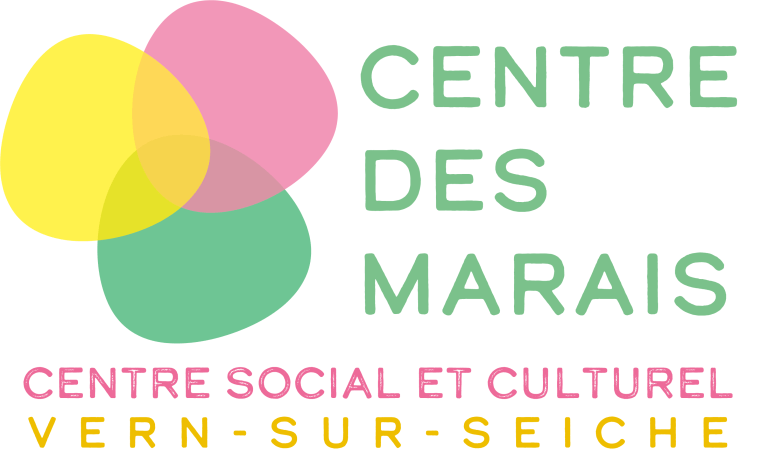 CENTRE
DES
MARAIS
CENTRE SOCIAL ET CULTUREL
VERN-SUR-SEICHE